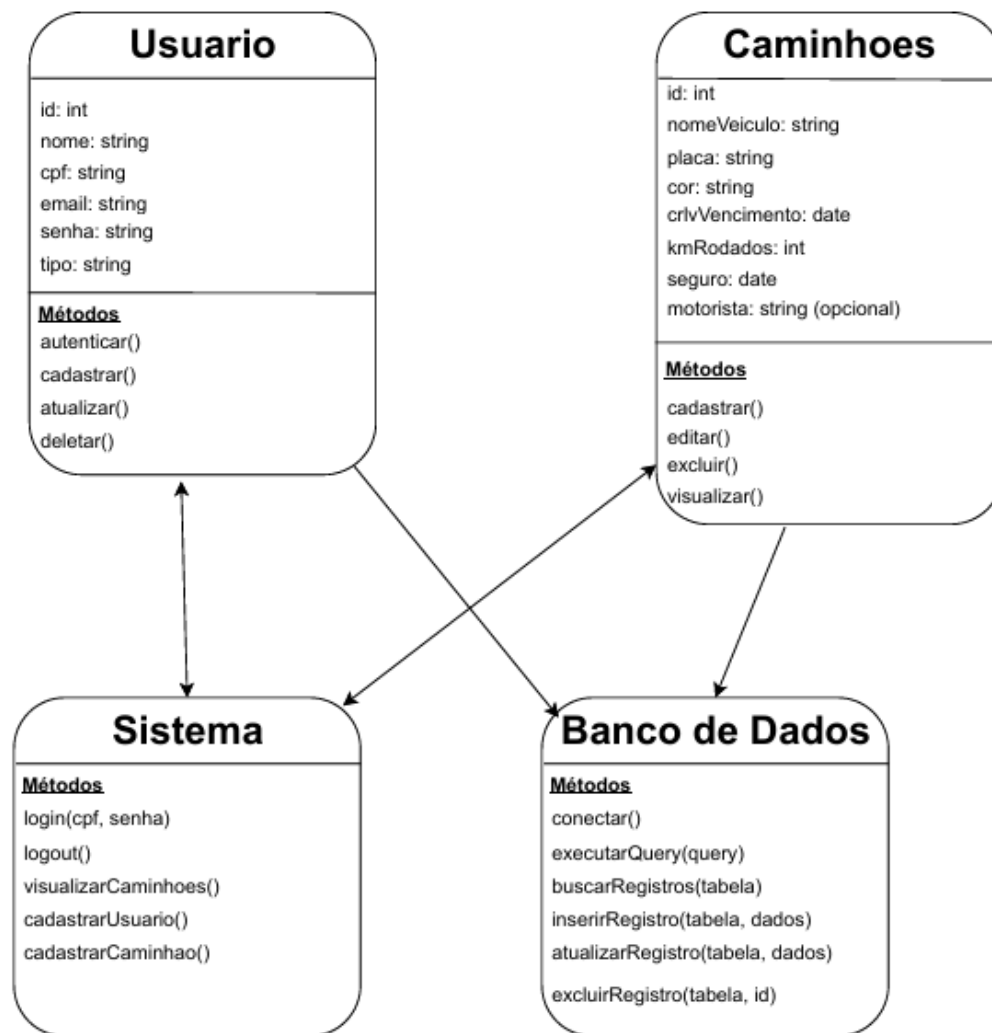 Usuario
id: int
nome: string
cpf: string
email: string
senha: string
tipo: string
Métodos
autenticar()
cadastrar()
atualizar()
deletar()
Caminhoes
id: int
nomeVeiculo: string
placa: string
cor: string
crlvVencimento: date
kmRodados: int
seguro: date
motorista: string (opcional)
Métodos
cadastrar()
editar()
excluir()
visualizar()
Sistema
Métodos
login(cpf, senha)
logout()
visualizarCaminhoes()
cadastrarUsuario()
cadastrarCaminhao()
Banco de Dados
Métodos
conectar()
executarQuery(query)
buscarRegistros(tabela)
inserirRegistro(tabela, dados)
atualizarRegistro(tabela, dados)
excluirRegistro(tabela, id)